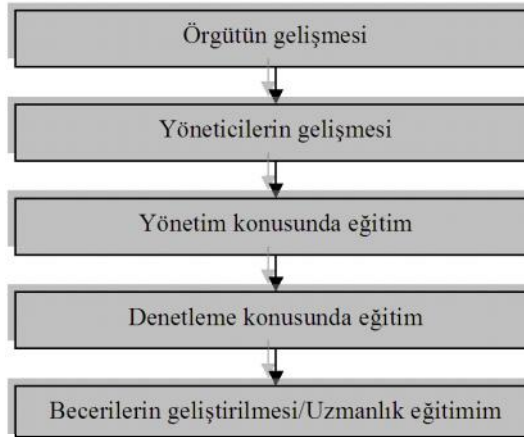 Örgütün gelişmesi
Yöneticilerin gelişmesi
Yönetim konusunda eğitim
Denetleme konusunda eğitim
Becerilerin geliştirilmesi/Uzmanlık eğitimim